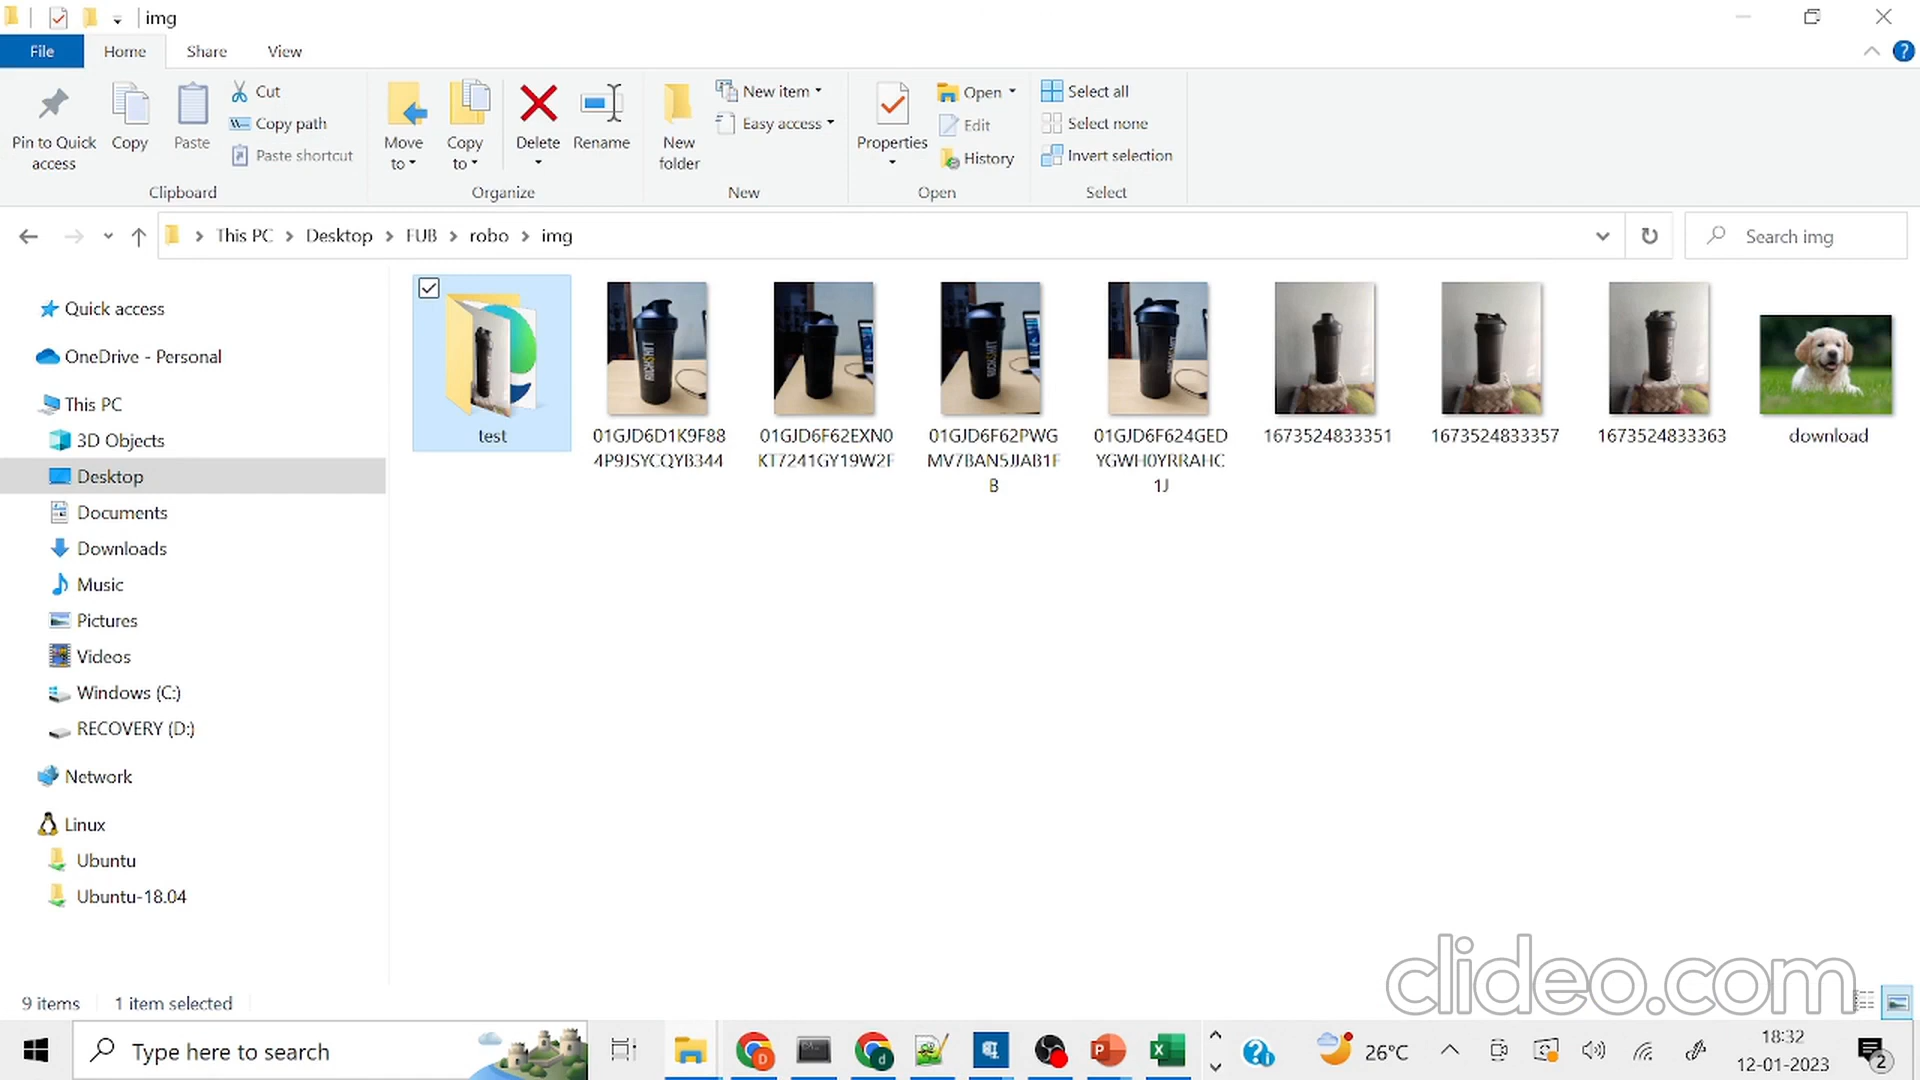 img
File
Home
Share
View
Pin to Quick
access
Copy
Paste
Cut
Copy path
Paste shortcut
Clipboard
Move
to
Copy
to
Delete
Rename
Organize
New
folder
New item
Easy access
New
Properties
Open
Edit
History
Open
Select all
Select none
Invert selection
Select
This PC
Desktop
FUB
robo
img
Search img
Quick access
OneDrive - Personal
This PC
3D Objects
Desktop
Documents
Downloads
Music
Pictures
Videos
Windows (C:)
RECOVERY (D:)
Network
Linux
Ubuntu
Ubuntu-18.04
test
01GJD6D1K9F88
4P9JSYCQYB344
01GJD6F62EXN0
KT7241GY19W2F
01GJD6F62PWG
MV7BAN5JJAB1F
B
01GJD6F624GED
YGWH0YRRAHC
1J
1673524833351
1673524833357
1673524833363
download
clideo.com
9 items
1 item selected
Type here to search
26°C
18:32
12-01-2023
2